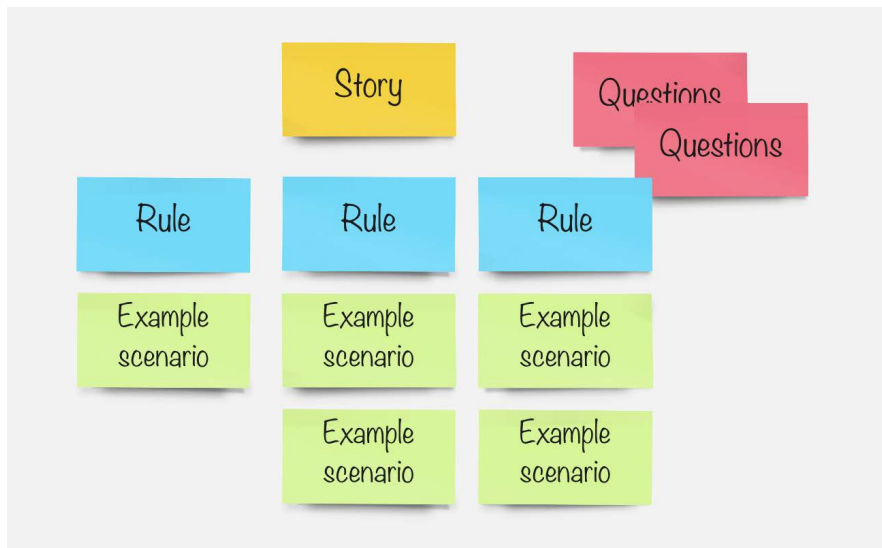 Story
Questions
Questions
Rule
Rule
Rule
Example
scenario
Example
scenario
Example
scenario
Example
scenario
Example
scenario